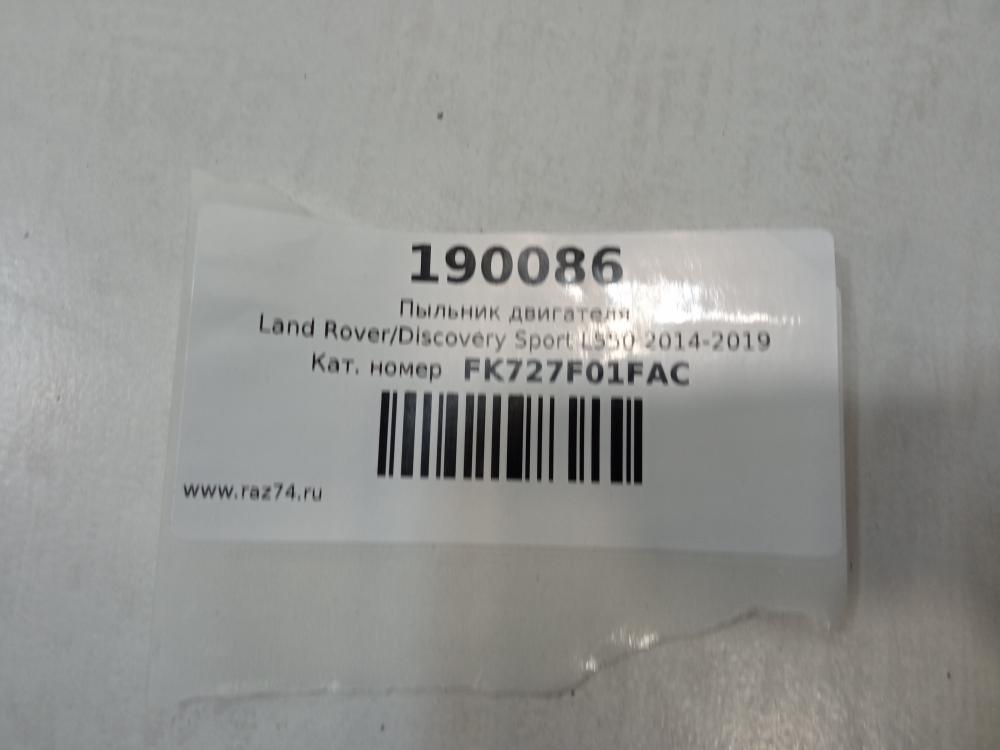 190086
Пыльник двигателя
Land Rover/Discovery Sport L550 2014-2019
Кат. номер FK727F01FAC
www.raz74.ru